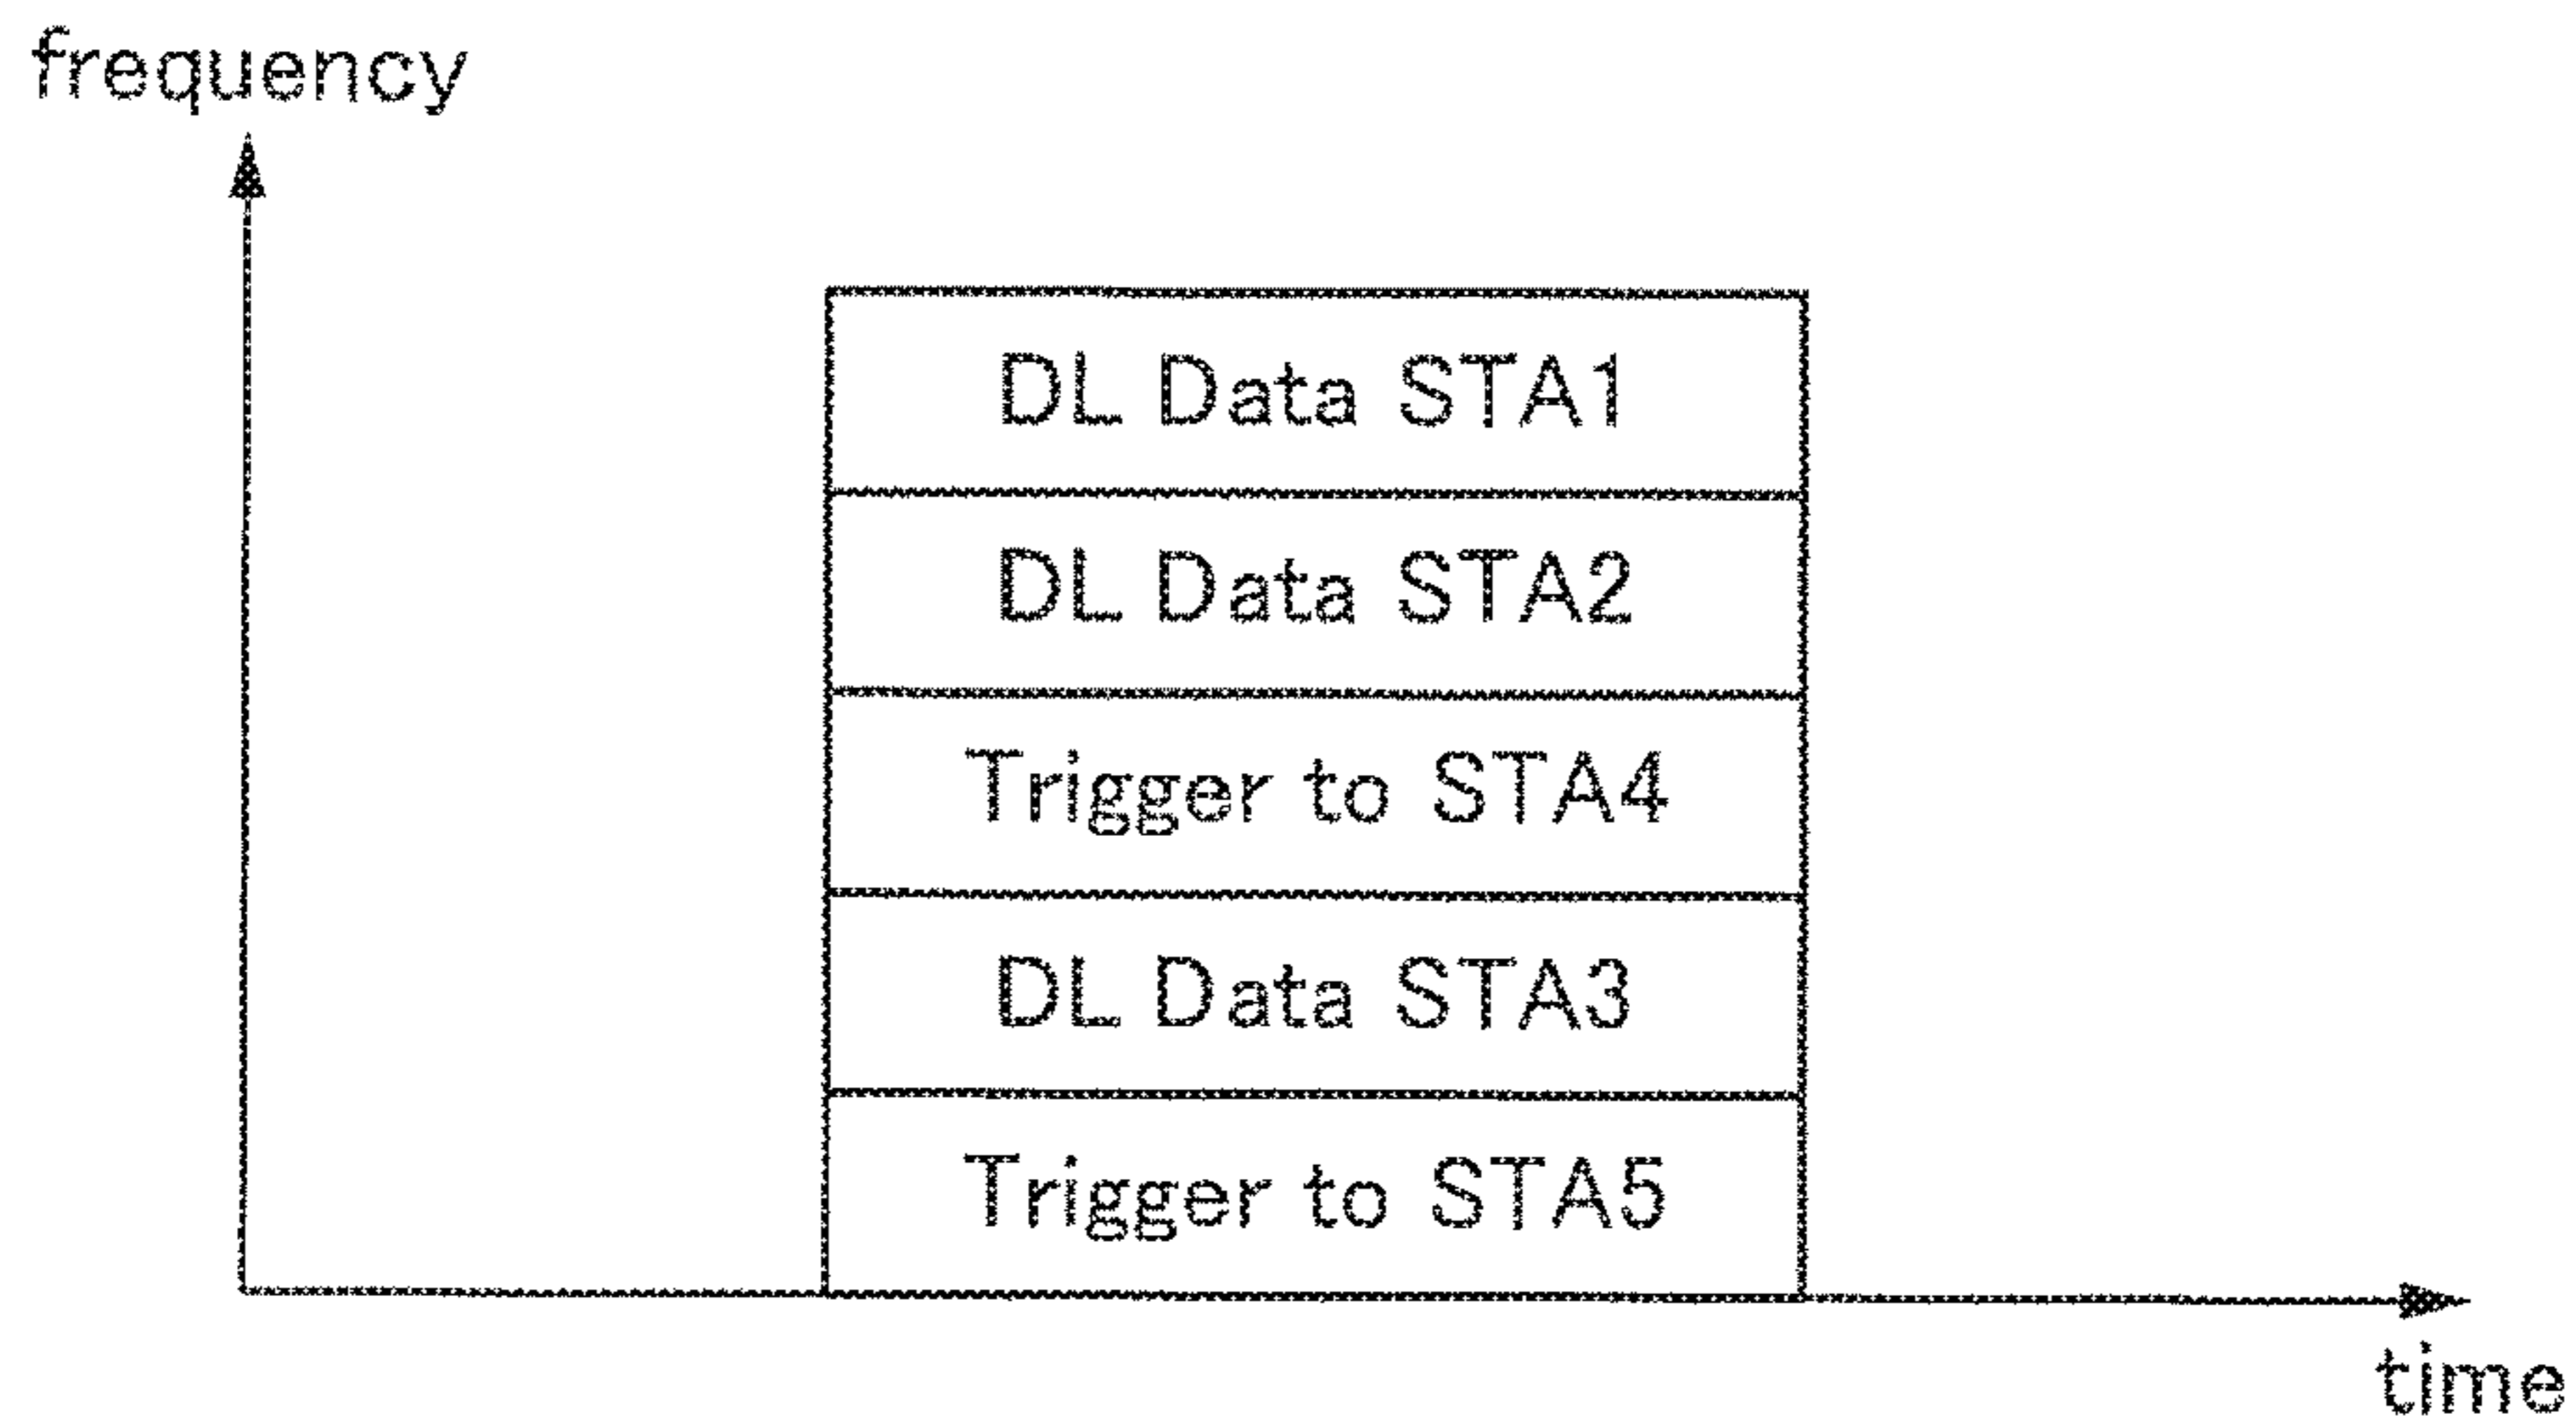 frequency
DL Data STA1
DL Data STA2
Trigger to STA4
DL Data STA3
Trigger to STA5
time